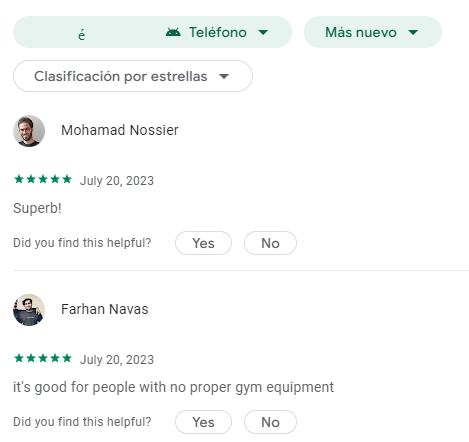 é Teléfono Más nuevo
Clasificación por estrellas
Mohamad Nossier
July 20, 2023
Superb!
Did you find this helpful? Yes No
Farhan Navas
July 20, 2023
it's good for people with no proper gym equipment
Did you find this helpful? Yes No